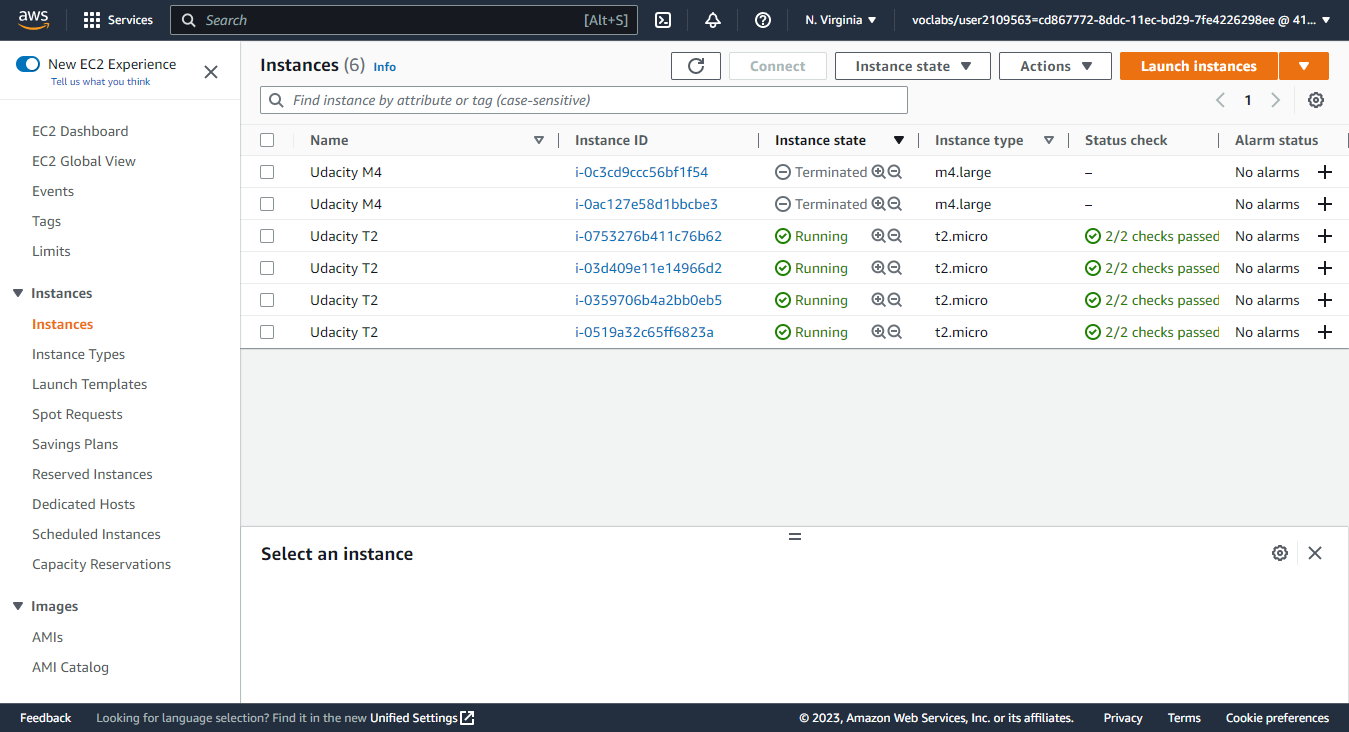 aws Services Search [Alt+S] N. Virginia voclabs/user2109563=cd867772-8ddc-11ec-bd29-7fe4226298ee @ 41...
New EC2 Experience
Tell us what you think
EC2 Dashboard
EC2 Global View
Events
Tags
Limits
Instances
Instances
Instance Types
Launch Templates
Spot Requests
Savings Plans
Reserved Instances
Dedicated Hosts
Scheduled Instances
Capacity Reservations
Images
AMIs
AMI Catalog
Instances (6) Info Connect Instance state Actions Launch instances
Find instance by attribute or tag (case-sensitive) 1
Name Instance ID Instance state Instance type Status check Alarm status
Udacity M4 i-0c3cd9ccc56bf1f54 Terminated m4.large – No alarms
Udacity M4 i-0ac127e58d1bbcbe3 Terminated m4.large – No alarms
Udacity T2 i-0753276b411c76b62 Running t2.micro 2/2 checks passed No alarms
Udacity T2 i-03d409e11e14966d2 Running t2.micro 2/2 checks passed No alarms
Udacity T2 i-0359706b4a2bb0eb5 Running t2.micro 2/2 checks passed No alarms
Udacity T2 i-0519a32c65ff6823a Running t2.micro 2/2 checks passed No alarms
Select an instance
Feedback Looking for language selection? Find it in the new Unified Settings © 2023, Amazon Web Services, Inc. or its affiliates. Privacy Terms Cookie preferences